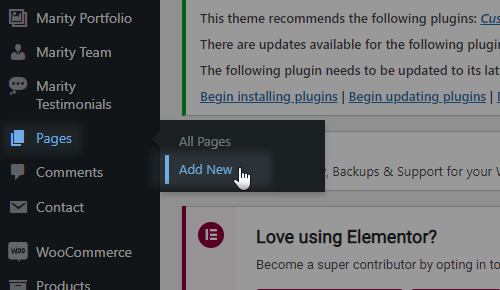 Marity Portfolio
Marity Team
Marity
Testimonials
Pages
Comments
Contact
WooCommerce
Products
All Pages
Add New
This theme recommends the following plugins:
There are updates available for the following plugin
The following plugin needs to be updated to its
Begin installing plugins | Begin updating plugins |
Backups & Support for your
Love using Elementor?
Become a super contributor by opting in to